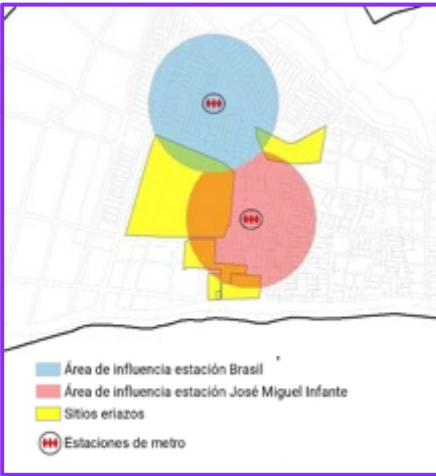 Área de influencia estación Brasil
Área de influencia estación José Miguel Infante
Sitios eriazos
Estaciones de metro